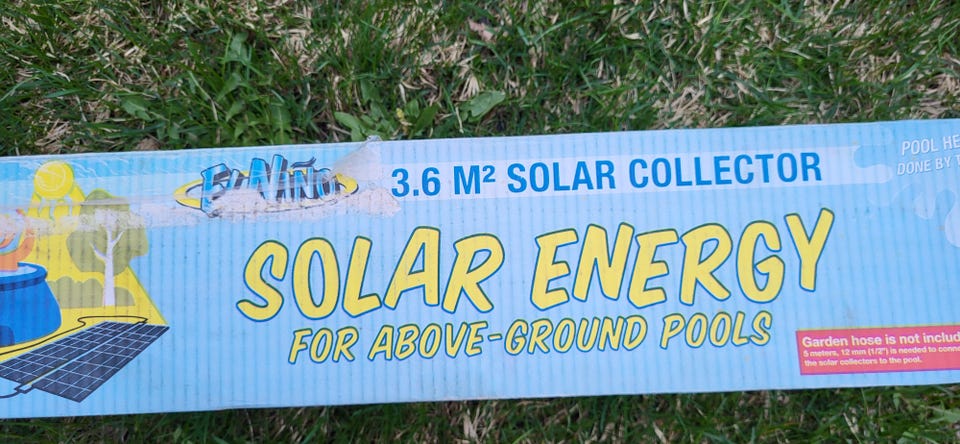 EL NIÑO
3.6 M² SOLAR COLLECTOR
POOL HE
DONE BY T
SOLAR ENERGY
FOR ABOVE-GROUND POOLS
Garden hose is not includ
5 meters, 12 mm (1/2") is needed to conne
the solar collectors to the pool.